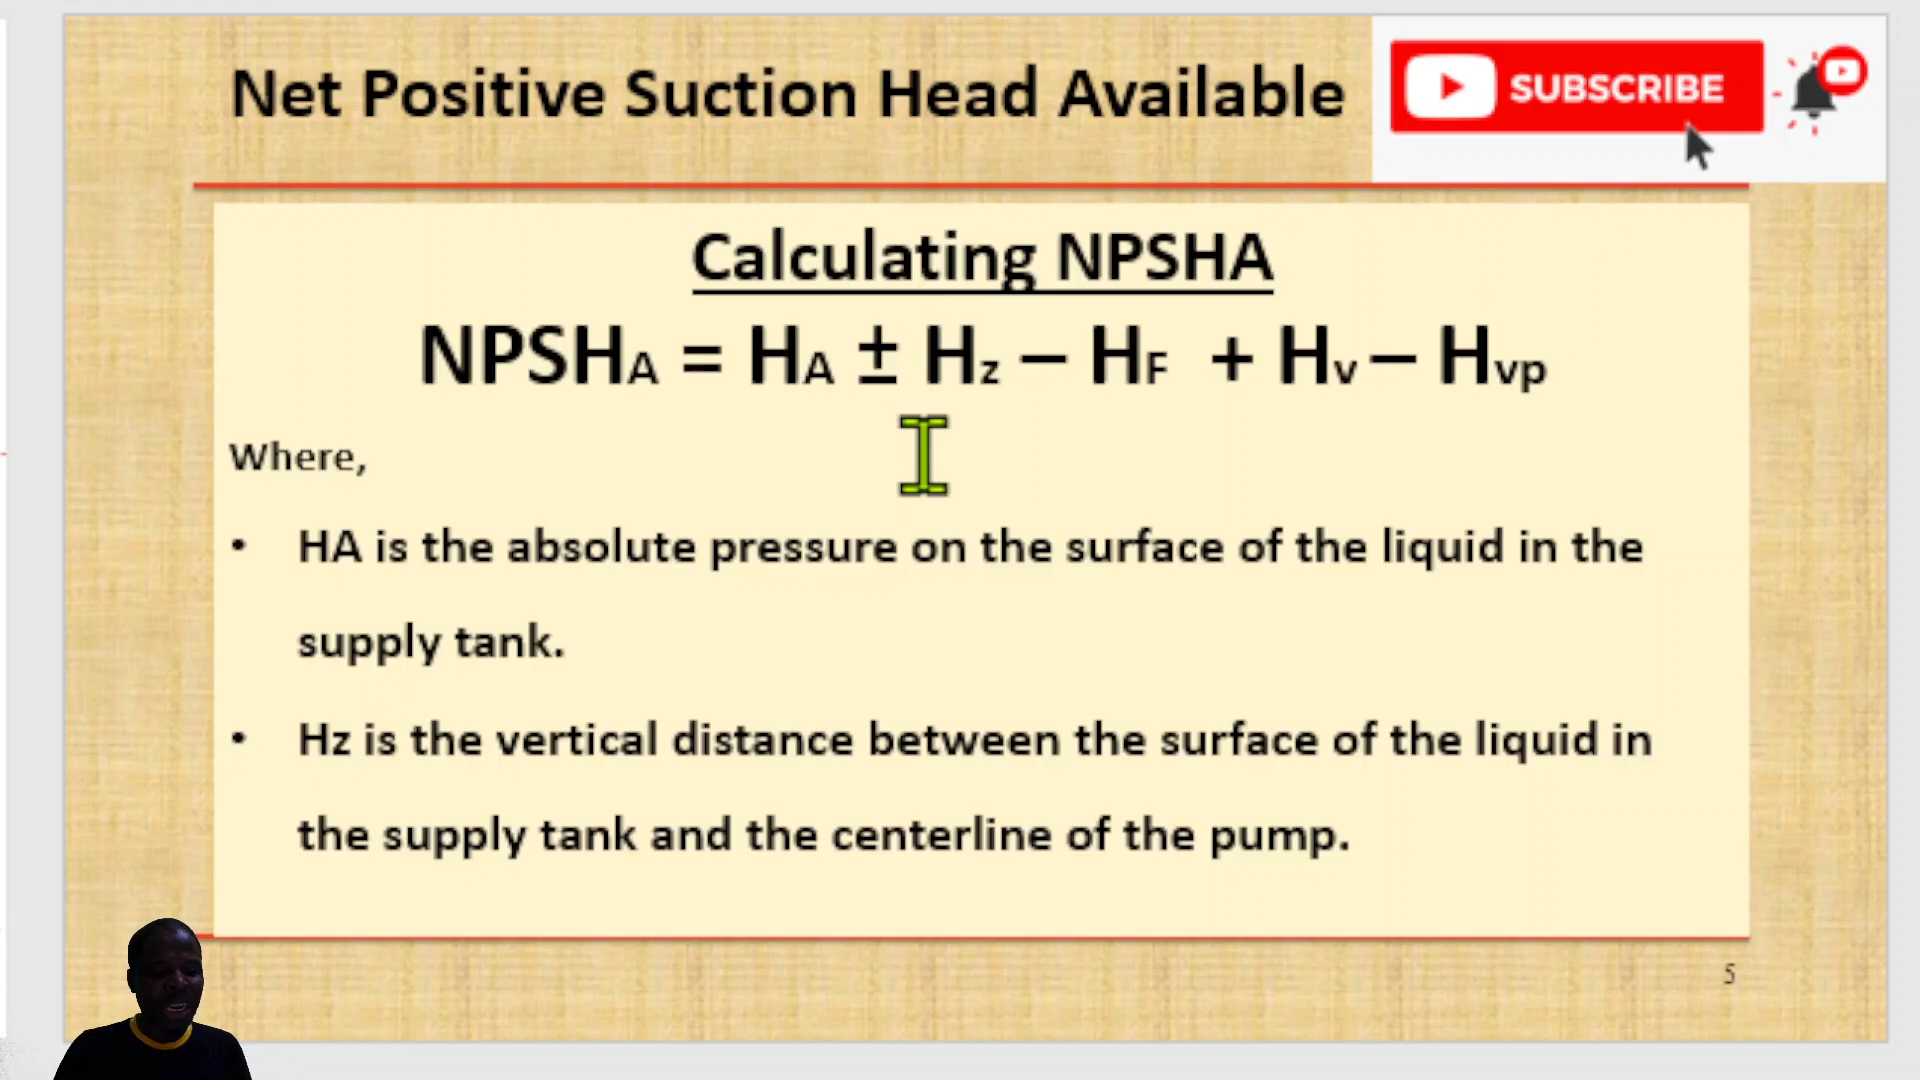 Net Positive Suction Head Available
SUBSCRIBE
Calculating NPSHA
NPSHA = HA ± Hz – HF + Hv – Hvp
Where,
• HA is the absolute pressure on the surface of the liquid in the
supply tank.
• Hz is the vertical distance between the surface of the liquid in
the supply tank and the centerline of the pump.
5